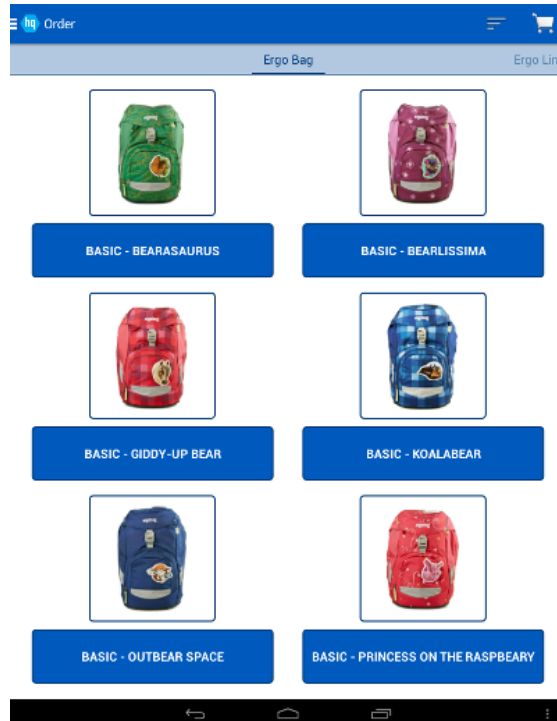 hq Order
Ergo Bag
Ergo Lin
BASIC - BEARASAURUS
BASIC - BEARLISSIMA
BASIC - GIDDY-UP BEAR
BASIC - KOALABEAR
BASIC - OUTBEAR SPACE
BASIC - PRINCESS ON THE RASPBEARY